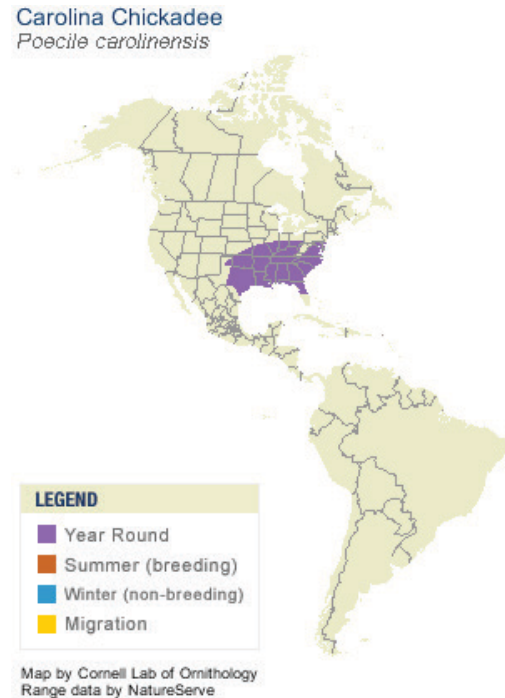 Carolina Chickadee
Poecile carolinensis
LEGEND
Year Round
Summer (breeding)
Winter (non-breeding)
Migration
Map by Cornell Lab of Ornithology
Range data by NatureServe